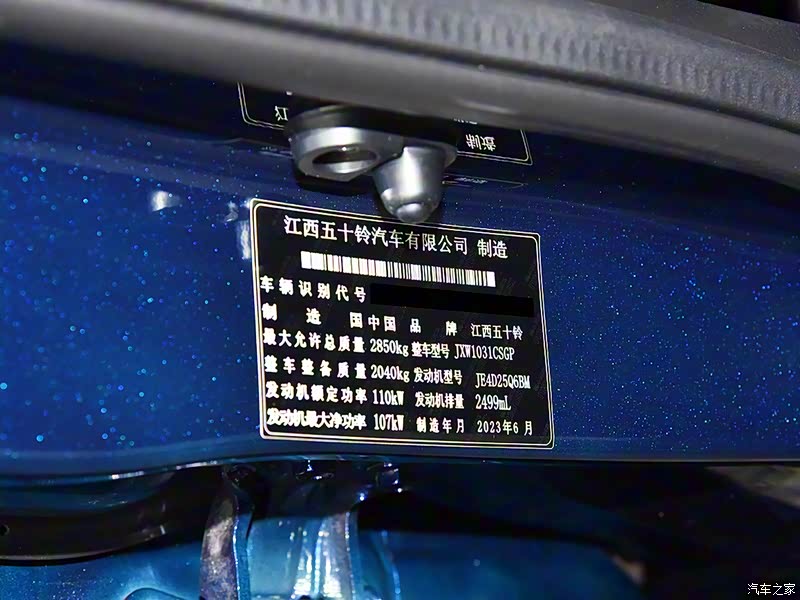 江西五十铃汽车有限公司 制造
车辆识别代号
制造国 中国 品牌 江西五十铃
最大允许总质量 2850kg 整车型号 JXW1031CSGP
整车整备质量 2040kg 发动机型号 JE4D25Q6BM
发动机额定功率 110kW 发动机排量 2499mL
发动机最大净功率 107kW 制造年月 2023年6月
汽车之家